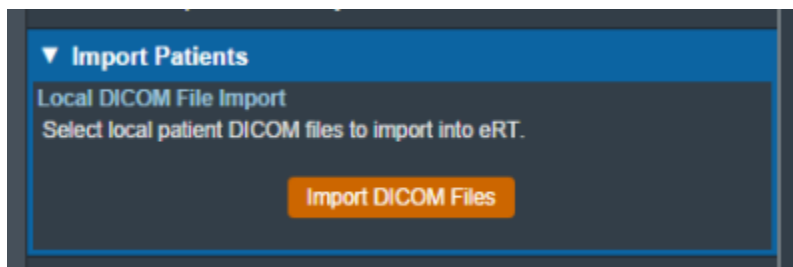 ▼ Import Patients
Local DICOM File Import
Select local patient DICOM files to import into eRT.
Import DICOM Files